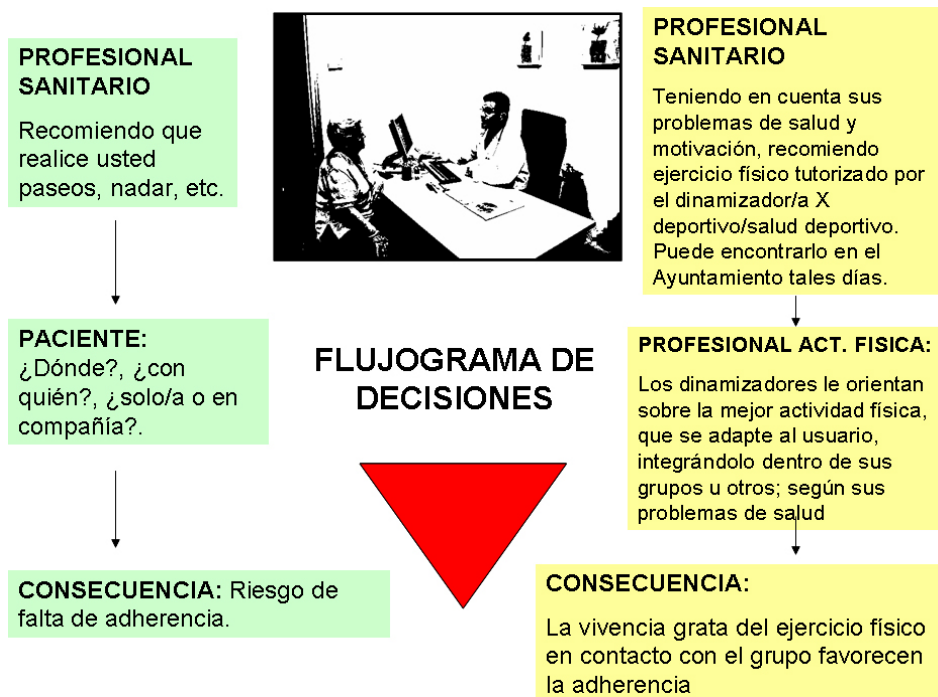 PROFESIONAL
SANITARIO
Recomiendo que
realice usted
paseos, nadar, etc.
PACIENTE:
¿Dónde?, ¿con
quién?, ¿solo/a o en
compañía?.
CONSECUENCIA: Riesgo de
falta de adherencia.
FLUJOGRAMA DE
DECISIONES
PROFESIONAL
SANITARIO
Teniendo en cuenta sus
problemas de salud y
motivación, recomiendo
ejercicio físico tutorizado por
el dinamizador/a X
deportivo/salud deportivo.
Puede encontrarlo en el
Ayuntamiento tales días.
PROFESIONAL ACT. FISICA:
Los dinamizadores le orientan
sobre la mejor actividad física,
que se adapte al usuario,
integrándolo dentro de sus
grupos u otros; según sus
problemas de salud
CONSECUENCIA:
La vivencia grata del ejercicio físico
en contacto con el grupo favorecen
la adherencia